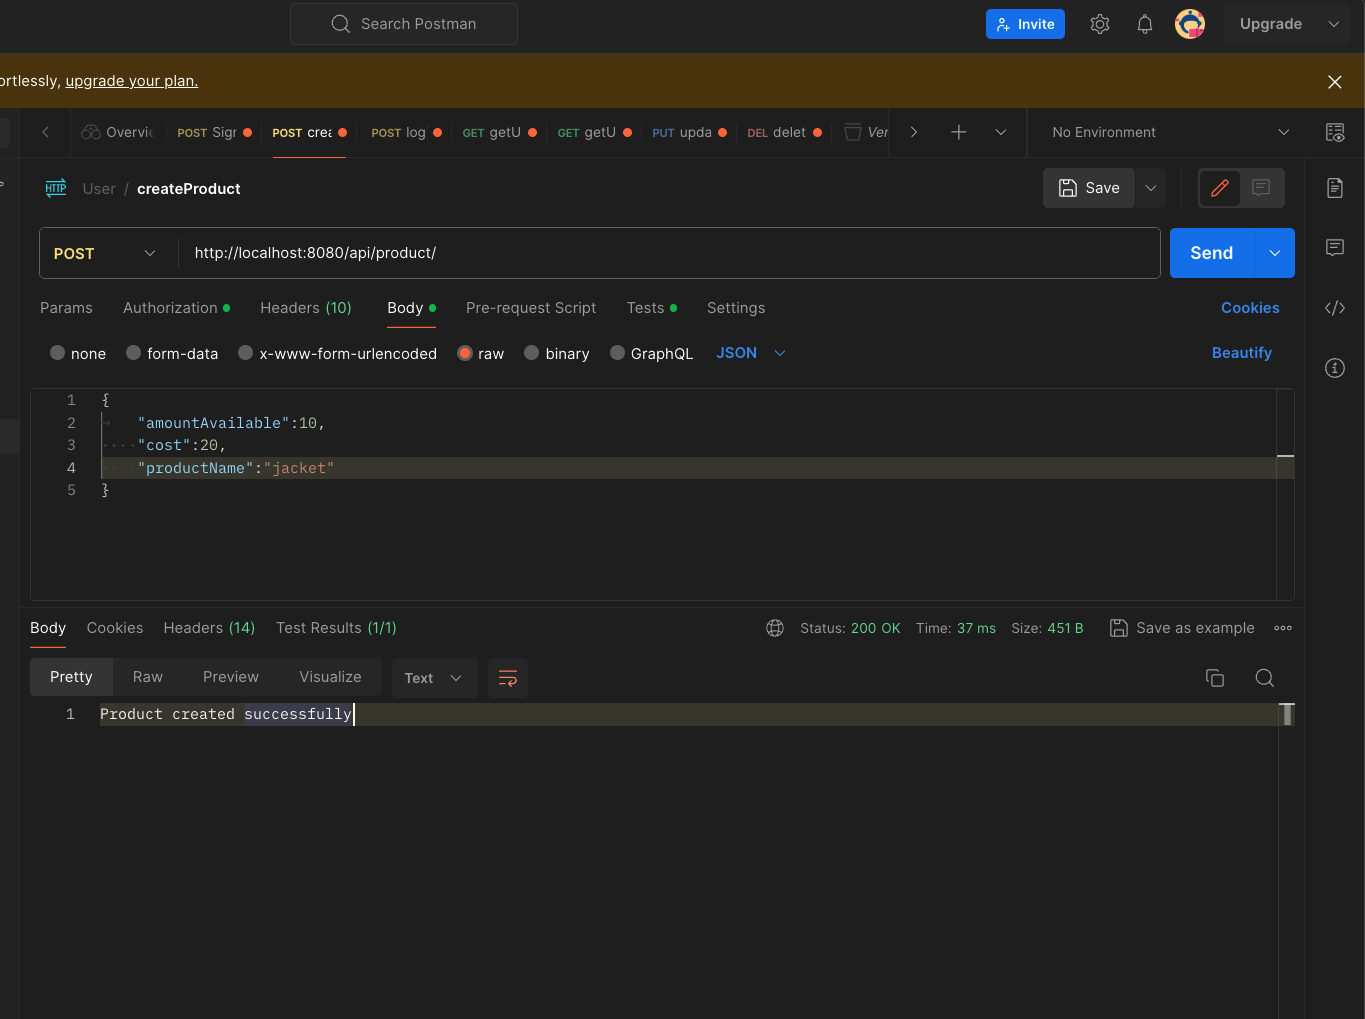 Search Postman
Invite
Upgrade
ortlessly, upgrade your plan.
Overvi
POST Sigr
POST crea
POST log
GET getU
GET getU
PUT upda
DEL delet
Ver
No Environment
HTTP
User / createProduct
Save
POST
http://localhost:8080/api/product/
Send
Params
Authorization
Headers (10)
Body
Pre-request Script
Tests
Settings
Cookies
none
form-data
x-www-form-urlencoded
raw
binary
GraphQL
JSON
Beautify
1 {
2 "amountAvailable":10,
3 "cost":20,
4 "productName":"jacket"
5 }
Body
Cookies
Headers (14)
Test Results (1/1)
Status: 200 OK
Time: 37 ms
Size: 451 B
Save as example
Pretty
Raw
Preview
Visualize
Text
1 Product created successfully